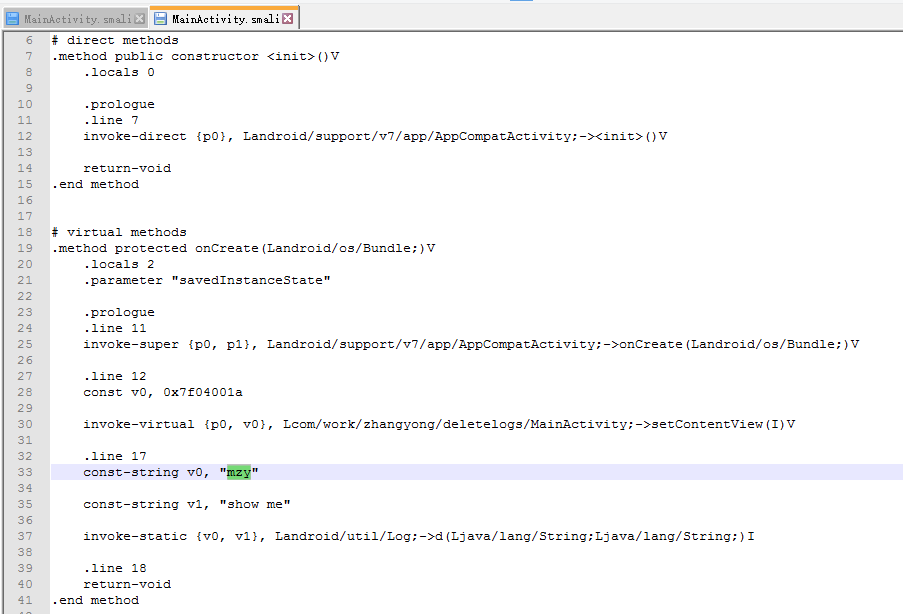 MainActivity.smali MainActivity.smali
6 # direct methods
7 .method public constructor <init>()V
8     .locals 0
9
10     .prologue
11     .line 7
12     invoke-direct {p0}, Landroid/support/v7/app/AppCompatActivity;-><init>()V
13
14     return-void
15 .end method
16
17
18 # virtual methods
19 .method protected onCreate(Landroid/os/Bundle;)V
20     .locals 2
21     .parameter "savedInstanceState"
22
23     .prologue
24     .line 11
25     invoke-super {p0, p1}, Landroid/support/v7/app/AppCompatActivity;->onCreate(Landroid/os/Bundle;)V
26
27     .line 12
28     const v0, 0x7f04001a
29
30     invoke-virtual {p0, v0}, Lcom/work/zhangyong/deletelogs/MainActivity;->setContentView(I)V
31
32     .line 17
33     const-string v0, "mzy"
34
35     const-string v1, "show me"
36
37     invoke-static {v0, v1}, Landroid/util/Log;->d(Ljava/lang/String;Ljava/lang/String;)I
38
39     .line 18
40     return-void
41 .end method